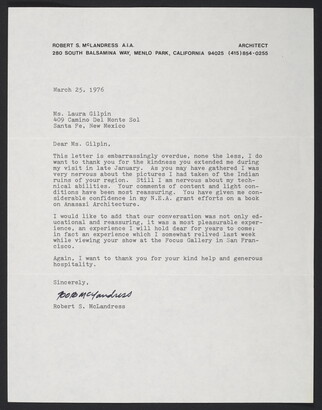 ROBERT S. McLANDRESS A.I.A. ARCHITECT
280 SOUTH BALSAMINA WAY, MENLO PARK, CALIFORNIA 94025 (415) 854-0255
March 25, 1976
Ms. Laura Gilpin
409 Camino Del Monte Sol
Santa Fe, New Mexico
Dear Ms. Gilpin,
This letter is embarrassingly overdue, none the less, I do
want to thank you for the kindness you extended me during
my visit in late January. As you may have gathered I was
very nervous about the pictures I had taken of the Indian
ruins of your region. Still I am nervous about my tech-
nical abilities. Your comments of content and light con-
ditions have been most reassuring. You have given me con-
siderable confidence in my N.E.A. grant efforts on a book
on Anasazi Architecture.
I would like to add that our conversation was not only ed-
ucational and reassuring, it was a most pleasurable exper-
ience, an experience I will hold dear for years to come;
in fact an experience which I somewhat relived last week
while viewing your show at the Focus Gallery in San Fran-
cisco.
Again, I want to thank you for your kind help and generous
hospitality.
Sincerely,
Bob McLandress
Robert S. McLandress